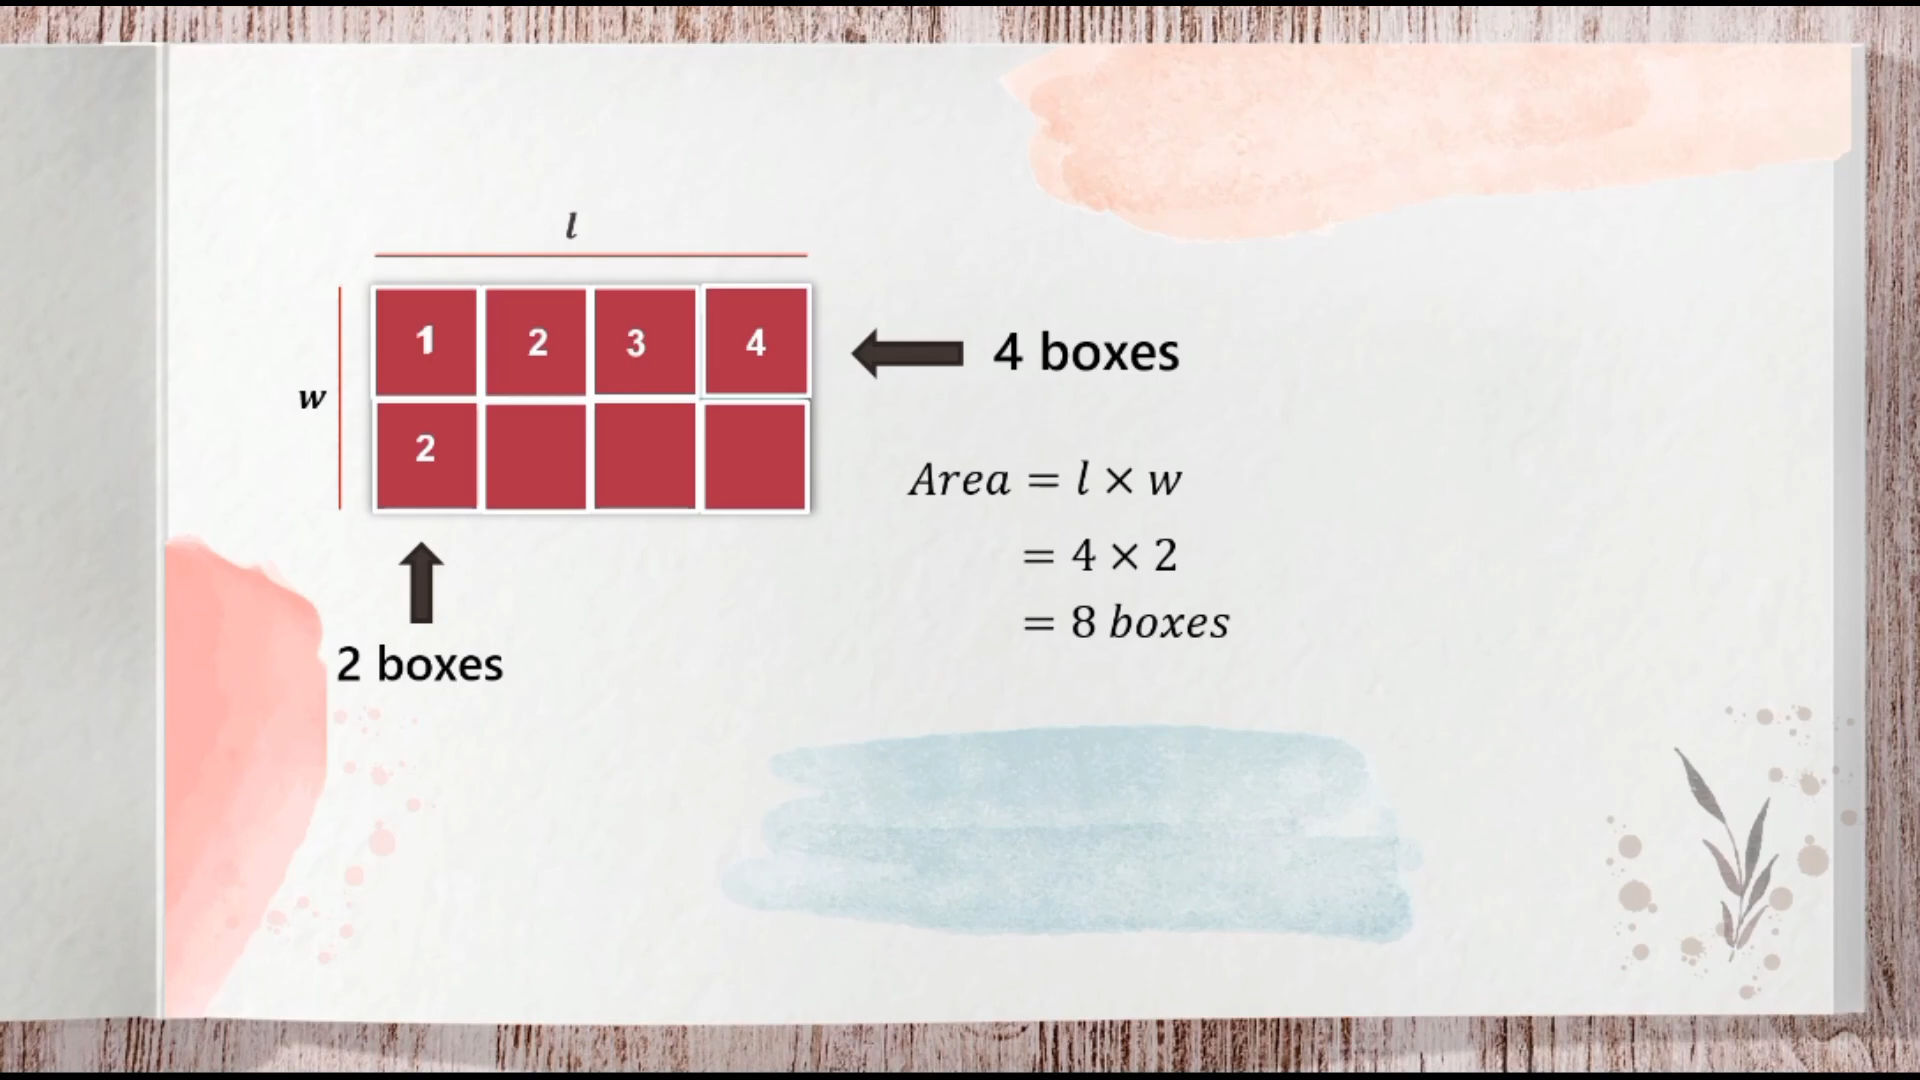 l
1 2 3 4
w
2
4 boxes
Area = l × w
= 4 × 2
= 8 boxes
2 boxes